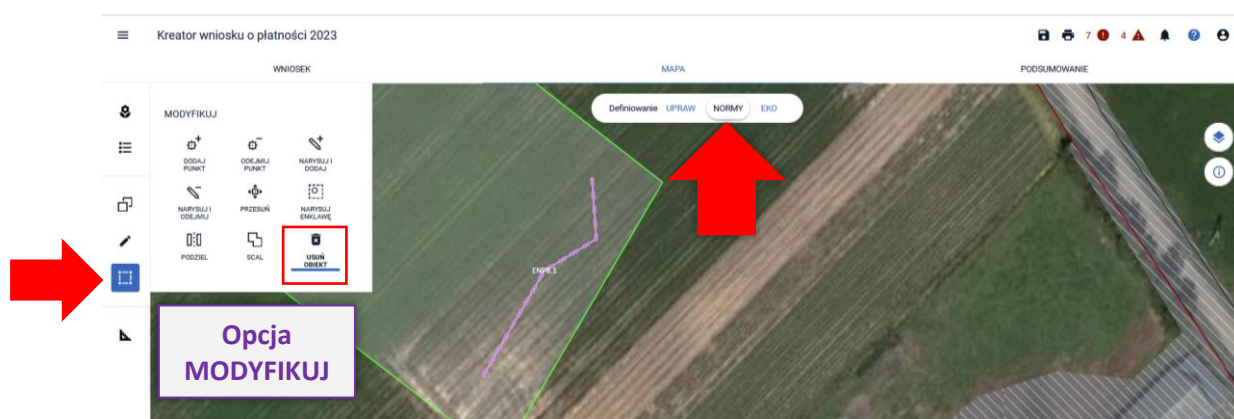 Kreator wniosku o płatności 2023
7 4
WNIOSEK MAPA PODSUMOWANIE
MODYFIKUJ
Definiowanie UPRAW NORMY EKO
DODAJ PUNKT
ODEJMIJ PUNKT
NARYSUJ I DODAJ
NARYSUJ I ODEJMIJ
PRZESUŃ
NARYSUJ ENKLAWĘ
PODZIEL
SCAL
USUŃ OBIEKT
Opcja
MODYFIKUJ